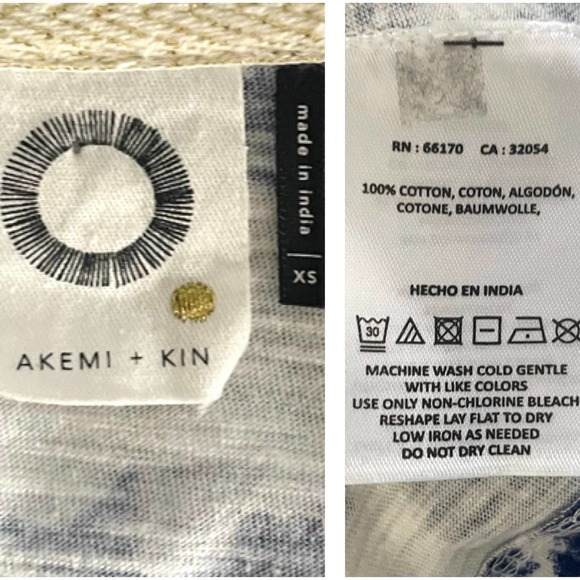 AKEMI + KIN
made in india
XS
RN : 66170 CA : 32054
100% COTTON, COTON, ALGODÓN,
COTONE, BAUMWOLLE,
HECHO EN INDIA
30
MACHINE WASH COLD GENTLE
WITH LIKE COLORS
USE ONLY NON-CHLORINE BLEACH
RESHAPE LAY FLAT TO DRY
LOW IRON AS NEEDED
DO NOT DRY CLEAN